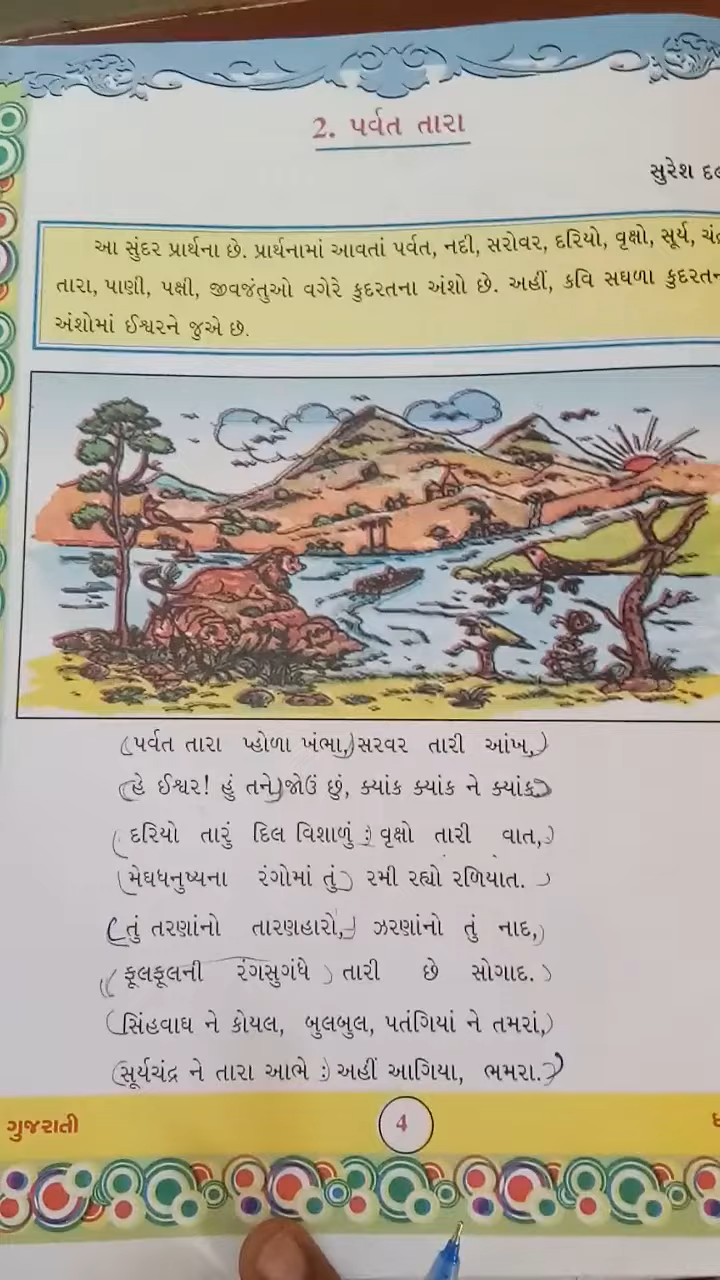 2. પર્વત તારા
સુરેશ
આ સુંદર પ્રાર્થના છે. પ્રાર્થનામાં આવતાં પર્વત, નદી, સરોવર, દરિયો, વૃક્ષો, સૂર્ય,
તારા, પાણી, પક્ષી, જીવજંતુઓ વગેરે કુદરતના અંશો છે. અહીં, કવિ સઘળા
અંશોમાં ઈશ્વરને જુએ છે.
પર્વત તારા પ્હોળા ખંભા, સરવર તારી આંખ,
હે ઈશ્વર! હું તને જોઉં છું, ક્યાંક ક્યાંક ને ક્યાંક
દરિયો તારું દિલ વિશાળું : વૃક્ષો તારી વાત,
મેઘધનુષ્યના રંગોમાં તું રમી રહ્યો રળિયાત.
તું તરણાંનો તારણહારો, ઝરણાંનો તું નાદ,
ફૂલફૂલની રંગસુગંધે તારી છે સોગાદ.
સિંહવાઘ ને કોયલ, બુલબુલ, પતંગિયાં ને તમરાં,
સૂર્યચંદ્ર ને તારા આભે : અહીં આગિયા, ભમરા.
ગુજરાતી
4